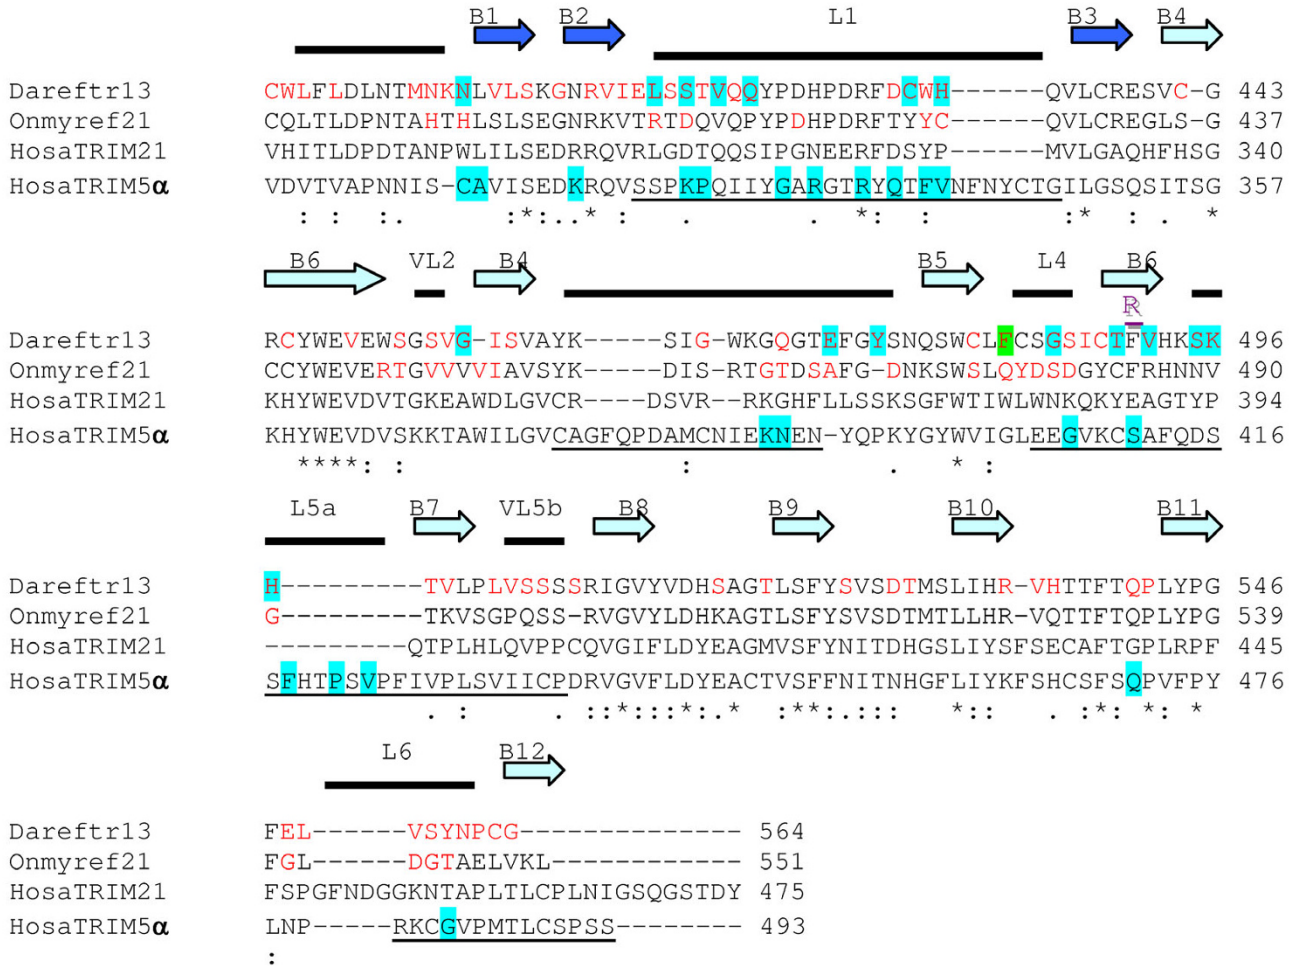 B1 B2 L1 B3 B4
Dareftr13 CWLFLDLNTMNKNLVLSKGNRVIELSSTVQQYPDHPDRFDCWH------QVLCRESVC-G 443
Onmyref21 CQLTLDPNTAHTHLSLSEGNRKVTRTDQVQPYPDHPDRFTYYC------QVLCREGLS-G 437
HosaTRIM21 VHITLDPDTANPWLILSEDRRQVRLGDTQQSIPGNEERFDSYP------MVLGAQHFHSG 340
HosaTRIM5α VDVTVAPNNIS-CAVISEDKRQVSSPKPQIIYGARGTRYQTFVNFNYCTGILGSQSITSG 357
: : :. :*:..* : . . *: : :* : . *
B6 VL2 B4 B5 L4 B6
R
Dareftr13 RCYWEVEWSGSVG-ISVAYK-----SIG-WKGQGTEFGYSNQSWCLFCSGSICTFVHKSK 496
Onmyref21 CCYWEVERTGVVVVIAVSYK-----DIS-RTGTDSAFG-DNKSWSLQYDSDGYCFRHNNV 490
HosaTRIM21 KHYWEVDVTGKEAWDLGVCR-----DSVR--RKGHFLLSSKSGFWTIWLWNKQKYEAGTYP 394
HosaTRIM5α KHYWEVDVSKKTAWILGVCAGFQPDAMCNIEKNEN-YQPKYGYWVIGLEEGVKCSAFQDS 416
****: : : . * :
L5a B7 VL5b B8 B9 B10 B11
Dareftr13 H---------TVLPLVSSSSRIGVYVDHSAGTLSFYSVSDTMSLIHR-VHTTFTQPLYPG 546
Onmyref21 G---------TKVSGPQSS-RVGVYLDHKAGTLSFYSVSDTMTLLHR-VQTTFTQPLYPG 539
HosaTRIM21 ---------QTPLHLQVPPCQVGIFLDYEAGMVSFYNITDHGSLIYSFSECAFTGPLRPF 445
HosaTRIM5α SFHTPSVPFIVPLSVIICPDRVGVFLDYEACTVSFFNITNHGFLIYKFSHCSFSQPVFPY 476
. : . ::*:::*:.* :**:.::: *:: . :*: *: *
L6 B12
Dareftr13 FEL------VSYNPCG-------------- 564
Onmyref21 FGL------DGTAELVKL------------ 551
HosaTRIM21 FSPGFNDGGKNTAPLTLCPLNIGSQGSTDY 475
HosaTRIM5α LNP-----RKCGVPMTLCSPSS-------- 493
: